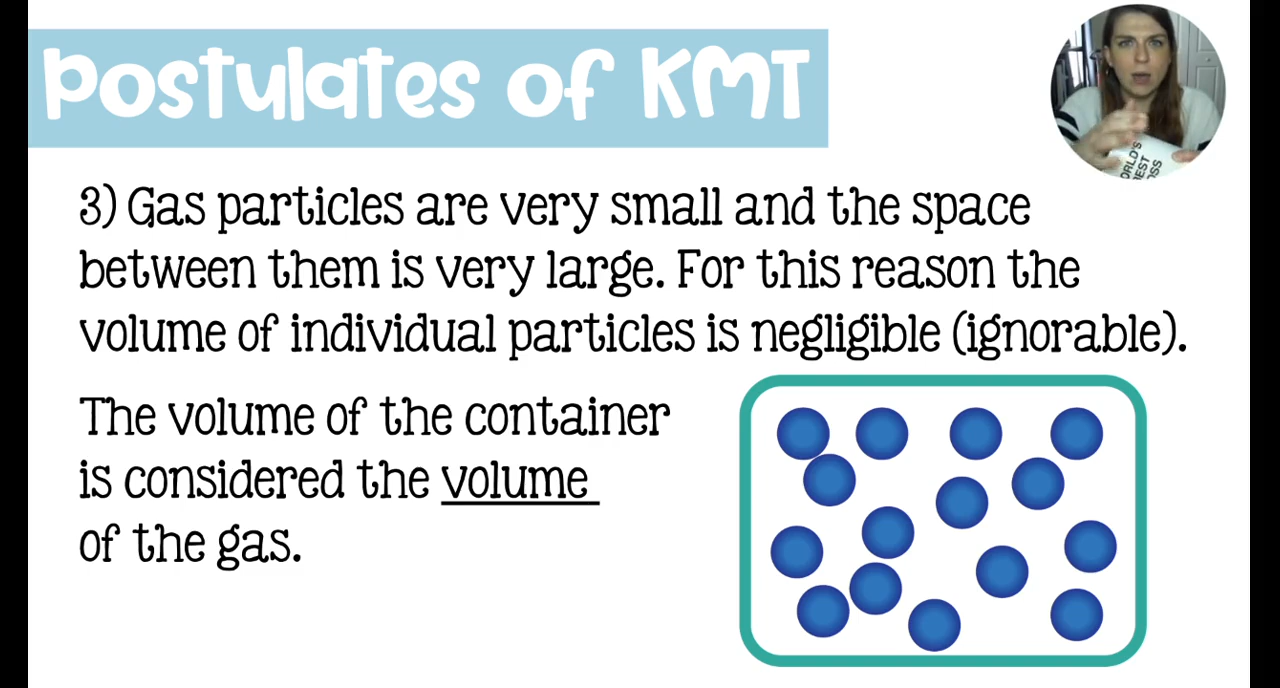 Postulates of KMT
3) Gas particles are very small and the space
between them is very large. For this reason the
volume of individual particles is negligible (ignorable).
The volume of the container
is considered the volume
of the gas.